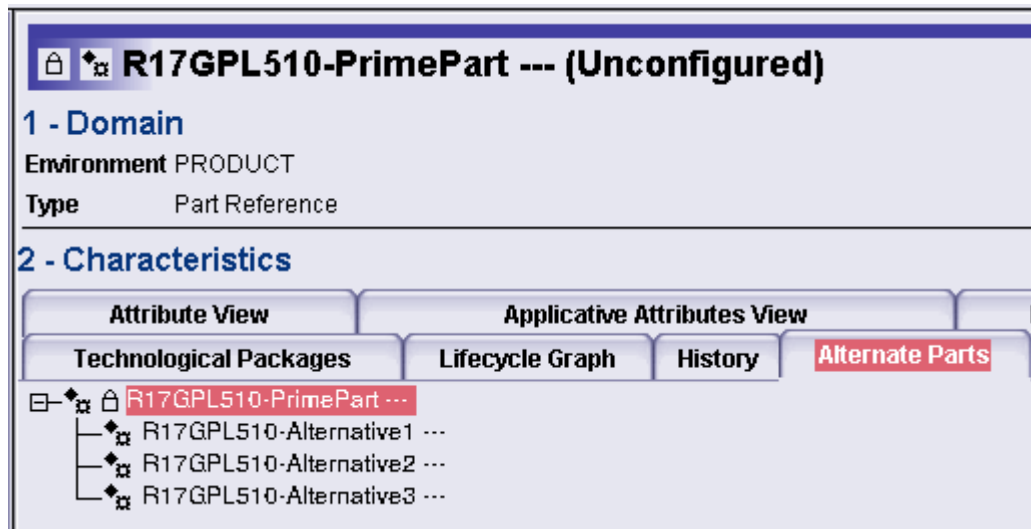 R17GPL510-PrimePart --- (Unconfigured)
1 - Domain
Environment PRODUCT
Type Part Reference
2 - Characteristics
Attribute View Applicative Attributes View
Technological Packages Lifecycle Graph History Alternate Parts
R17GPL510-PrimePart ---
R17GPL510-Alternative1 ---
R17GPL510-Alternative2 ---
R17GPL510-Alternative3 ---